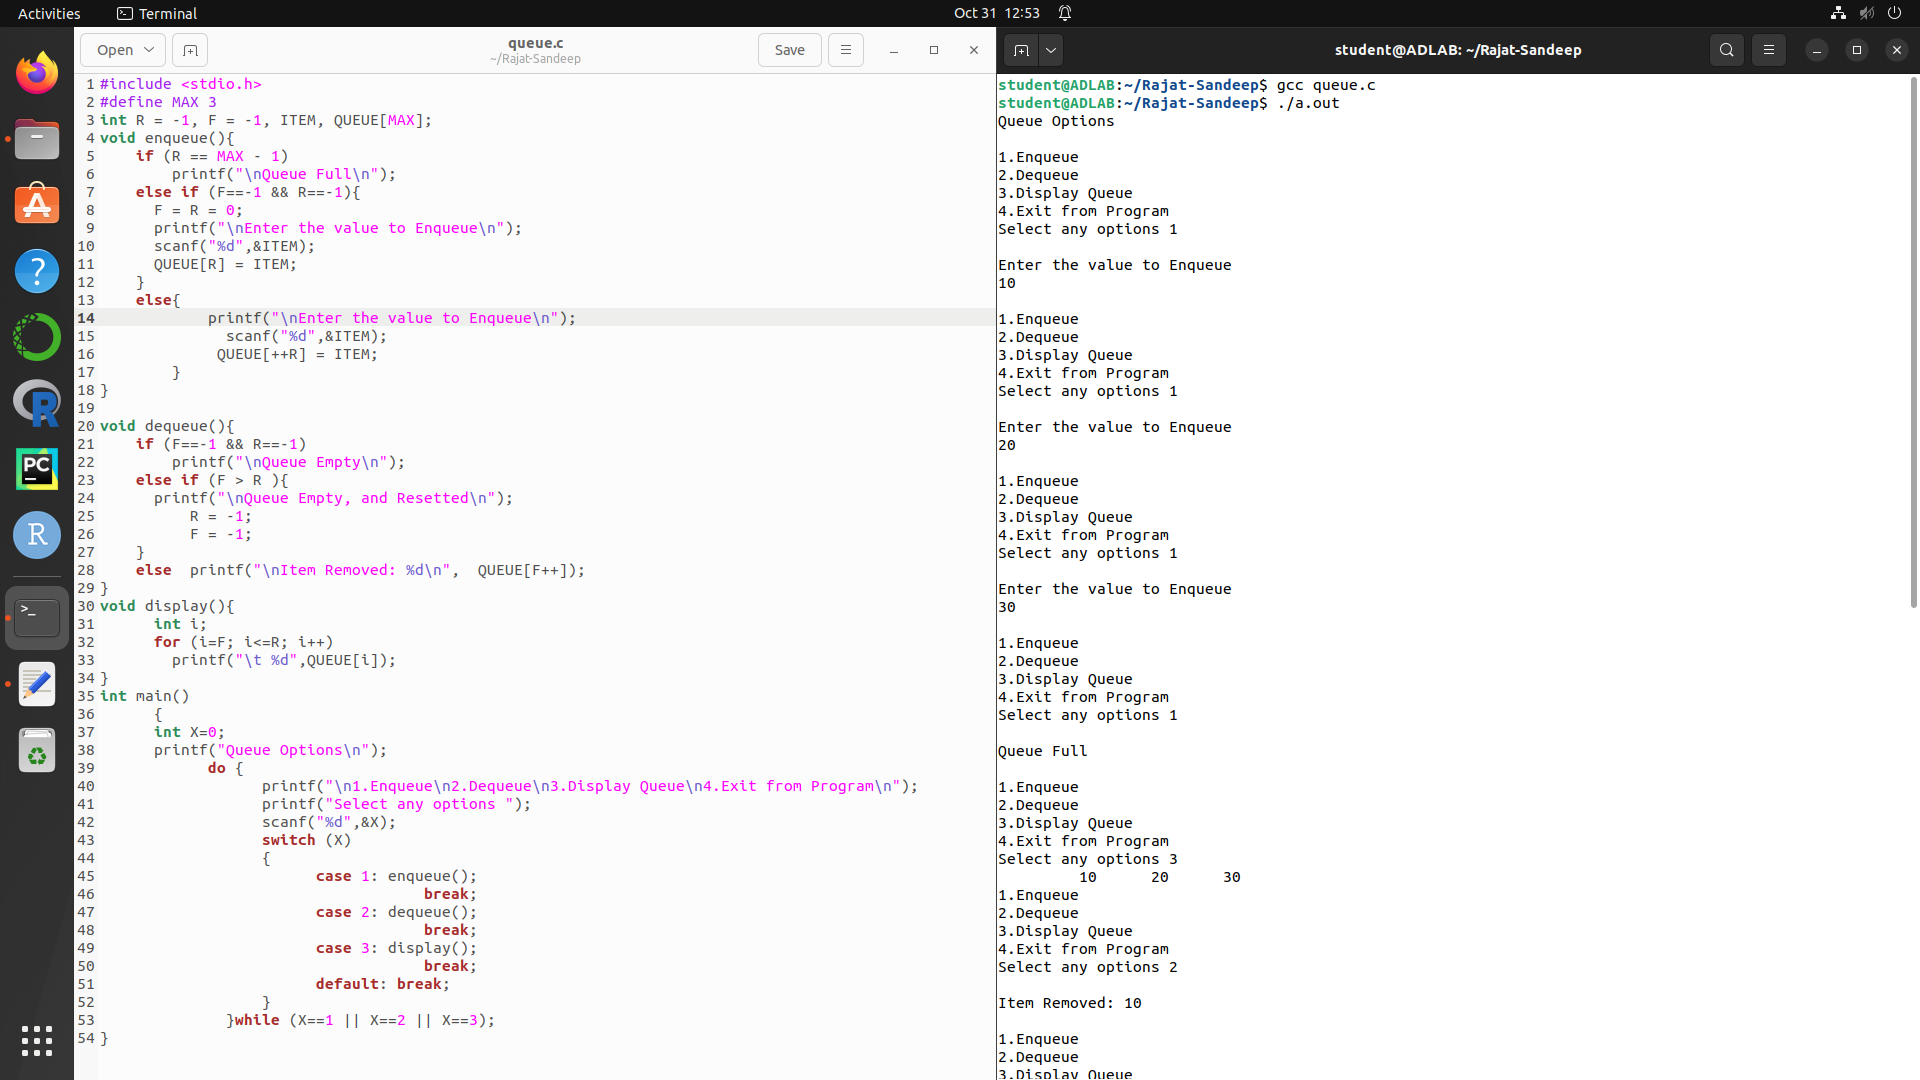 Activities
Terminal
Oct 31 12:53
Open
queue.c
~/Rajat-Sandeep
Save
student@ADLAB: ~/Rajat-Sandeep
1 #include <stdio.h>
2 #define MAX 3
3 int R = -1, F = -1, ITEM, QUEUE[MAX];
4 void enqueue(){
5     if (R == MAX - 1)
6         printf("\nQueue Full\n");
7     else if (F==-1 && R==-1){
8       F = R = 0;
9       printf("\nEnter the value to Enqueue\n");
10       scanf("%d",&ITEM);
11       QUEUE[R] = ITEM;
12     }
13     else{
14             printf("\nEnter the value to Enqueue\n");
15               scanf("%d",&ITEM);
16              QUEUE[++R] = ITEM;
17         }
18 }
19
20 void dequeue(){
21     if (F==-1 && R==-1)
22         printf("\nQueue Empty\n");
23     else if (F > R ){
24       printf("\nQueue Empty, and Resetted\n");
25           R = -1;
26           F = -1;
27     }
28     else  printf("\nItem Removed: %d\n",  QUEUE[F++]);
29 }
30 void display(){
31       int i;
32       for (i=F; i<=R; i++)
33         printf("\t %d",QUEUE[i]);
34 }
35 int main()
36       {
37       int X=0;
38       printf("Queue Options\n");
39             do {
40                   printf("\n1.Enqueue\n2.Dequeue\n3.Display Queue\n4.Exit from Program\n");
41                   printf("Select any options ");
42                   scanf("%d",&X);
43                   switch (X)
44                   {
45                         case 1: enqueue();
46                                     break;
47                         case 2: dequeue();
48                                     break;
49                         case 3: display();
50                                     break;
51                         default: break;
52                   }
53               }while (X==1 || X==2 || X==3);
54 }
student@ADLAB:~/Rajat-Sandeep$ gcc queue.c
student@ADLAB:~/Rajat-Sandeep$ ./a.out
Queue Options

1.Enqueue
2.Dequeue
3.Display Queue
4.Exit from Program
Select any options 1

Enter the value to Enqueue
10

1.Enqueue
2.Dequeue
3.Display Queue
4.Exit from Program
Select any options 1

Enter the value to Enqueue
20

1.Enqueue
2.Dequeue
3.Display Queue
4.Exit from Program
Select any options 1

Enter the value to Enqueue
30

1.Enqueue
2.Dequeue
3.Display Queue
4.Exit from Program
Select any options 1

Queue Full

1.Enqueue
2.Dequeue
3.Display Queue
4.Exit from Program
Select any options 3
         10      20      30
1.Enqueue
2.Dequeue
3.Display Queue
4.Exit from Program
Select any options 2

Item Removed: 10

1.Enqueue
2.Dequeue
3.Display Queue